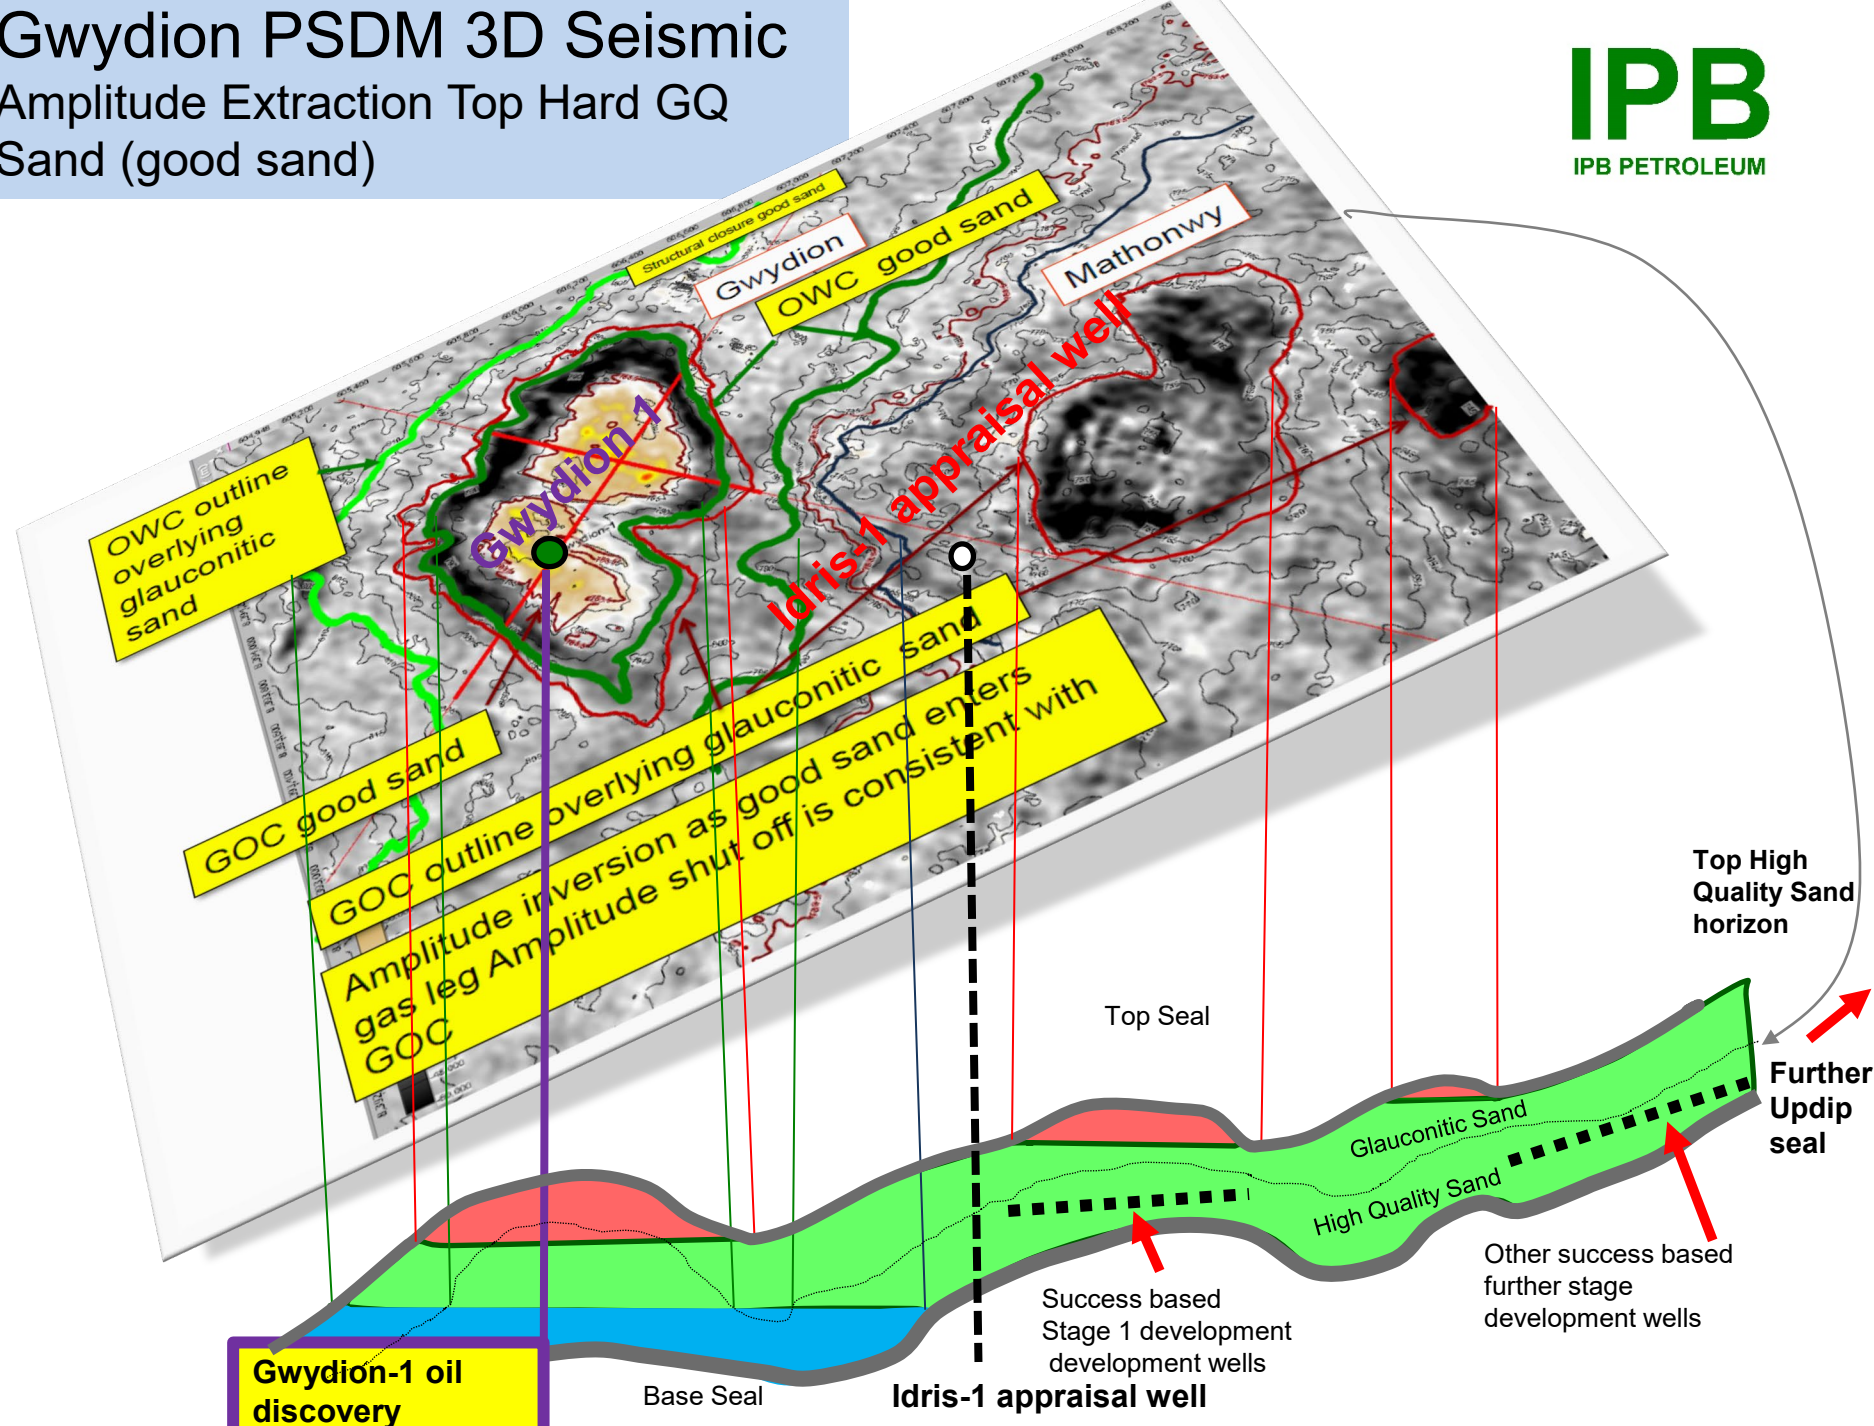 Gwydion PSDM 3D Seismic
Amplitude Extraction Top Hard GQ
Sand (good sand)
IPB
IPB PETROLEUM
Structural closure good sand
Gwydion
OWC good sand
Mathonwy
OWC outline
overlying
glauconitic
sand
Gwydion 1
Idris-1 appraisal well
GOC good sand
GOC outline overlying glauconitic sand
Amplitude inversion as good sand enters
gas leg Amplitude shut off is consistent with
GOC
Top High
Quality Sand
horizon
Top Seal
Further
Updip
seal
Glauconitic Sand
High Quality Sand
Other success based
further stage
development wells
Success based
Stage 1 development
development wells
Gwydion-1 oil
discovery
Base Seal
Idris-1 appraisal well